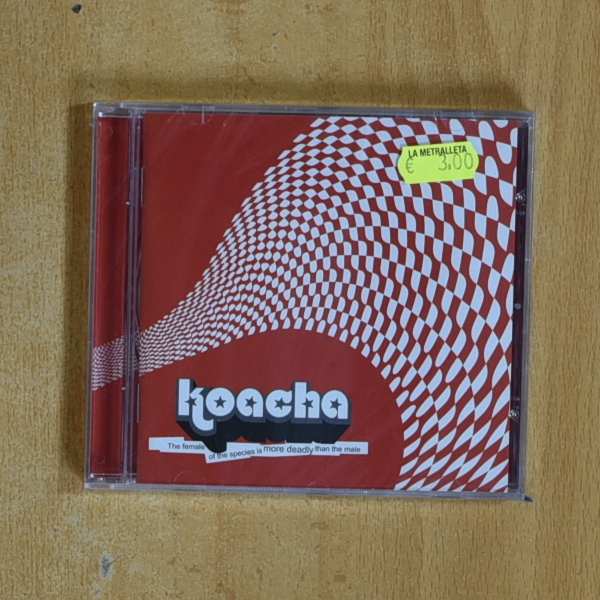 LA METRALLETA
€ 3,00
koacha
The female of the species is more deadly than the male